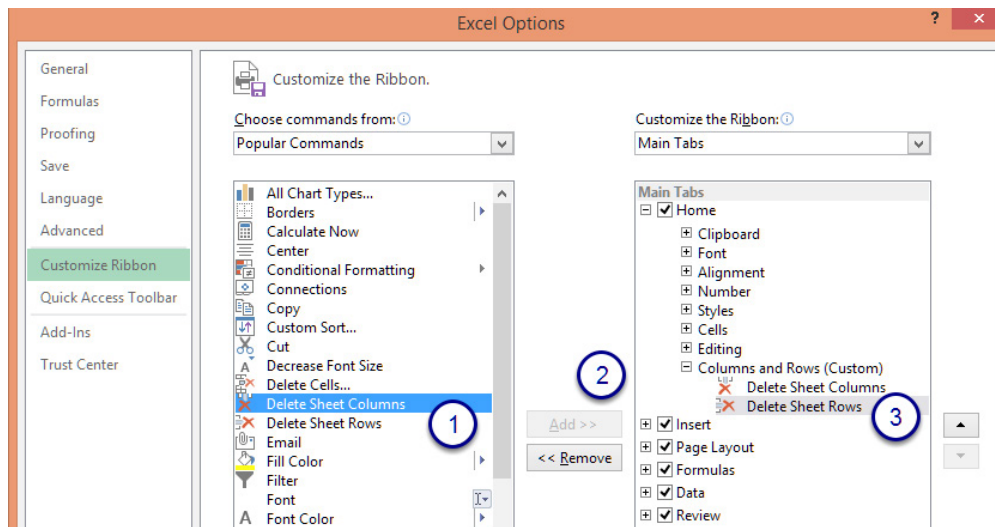 Excel Options
?
General
Formulas
Proofing
Save
Language
Advanced
Customize Ribbon
Quick Access Toolbar
Add-Ins
Trust Center
Customize the Ribbon.
Choose commands from:
Popular Commands
All Chart Types...
Borders
Calculate Now
Center
Conditional Formatting
Connections
Copy
Custom Sort...
Cut
Decrease Font Size
Delete Cells...
Delete Sheet Columns
Delete Sheet Rows
Email
Fill Color
Filter
Font
Font Color
1
2
Add >>
<< Remove
Customize the Ribbon:
Main Tabs
Main Tabs
Home
Clipboard
Font
Alignment
Number
Styles
Cells
Editing
Columns and Rows (Custom)
Delete Sheet Columns
Delete Sheet Rows
3
Insert
Page Layout
Formulas
Data
Review